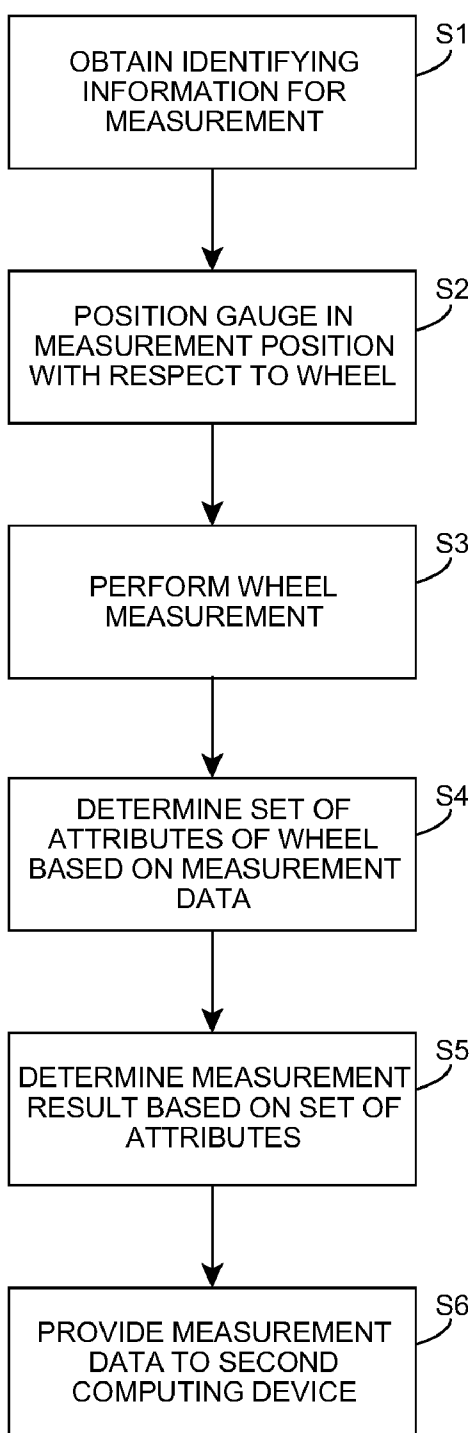 S1
OBTAIN IDENTIFYING
INFORMATION FOR
MEASUREMENT
S2
POSITION GAUGE IN
MEASUREMENT POSITION
WITH RESPECT TO WHEEL
S3
PERFORM WHEEL
MEASUREMENT
S4
DETERMINE SET OF
ATTRIBUTES OF WHEEL
BASED ON MEASUREMENT
DATA
S5
DETERMINE MEASUREMENT
RESULT BASED ON SET OF
ATTRIBUTES
S6
PROVIDE MEASUREMENT
DATA TO SECOND
COMPUTING DEVICE